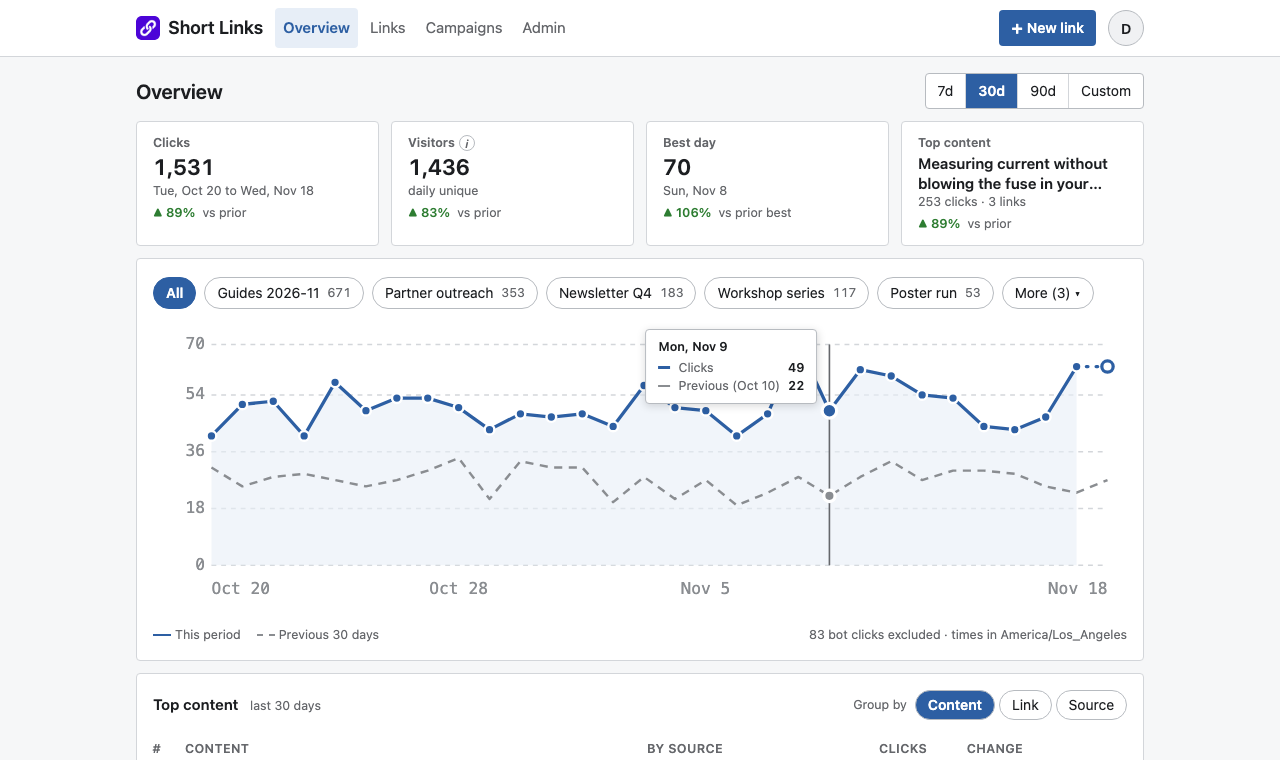 Short Links
Overview
Links
Campaigns
Admin
+ New link
D
Overview
7d
30d
90d
Custom
Clicks
1,531
Tue, Oct 20 to Wed, Nov 18
▲ 89% vs prior
Visitors i
1,436
daily unique
▲ 83% vs prior
Best day
70
Sun, Nov 8
▲ 106% vs prior best
Top content
Measuring current without
blowing the fuse in your...
253 clicks · 3 links
▲ 89% vs prior
All
Guides 2026-11 671
Partner outreach 353
Newsletter Q4 183
Workshop series 117
Poster run 53
More (3) ▾
70
54
36
18
0
Mon, Nov 9
Clicks 49
Previous (Oct 10) 22
Oct 20
Oct 28
Nov 5
Nov 18
This period
Previous 30 days
83 bot clicks excluded · times in America/Los_Angeles
Top content last 30 days
Group by
Content
Link
Source
# CONTENT BY SOURCE CLICKS CHANGE